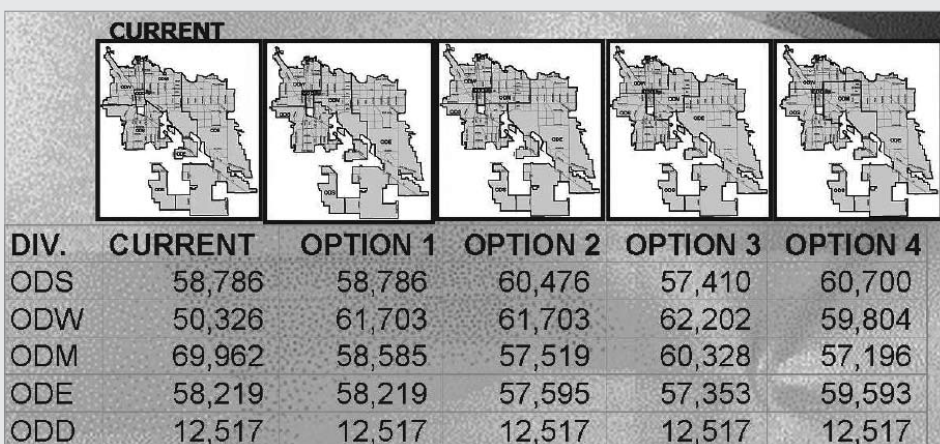 CURRENT
DIV. CURRENT OPTION 1 OPTION 2 OPTION 3 OPTION 4
ODS 58,786 58,786 60,476 57,410 60,700
ODW 50,326 61,703 61,703 62,202 59,804
ODM 69,962 58,585 57,519 60,328 57,196
ODE 58,219 58,219 57,595 57,353 59,593
ODD 12,517 12,517 12,517 12,517 12,517